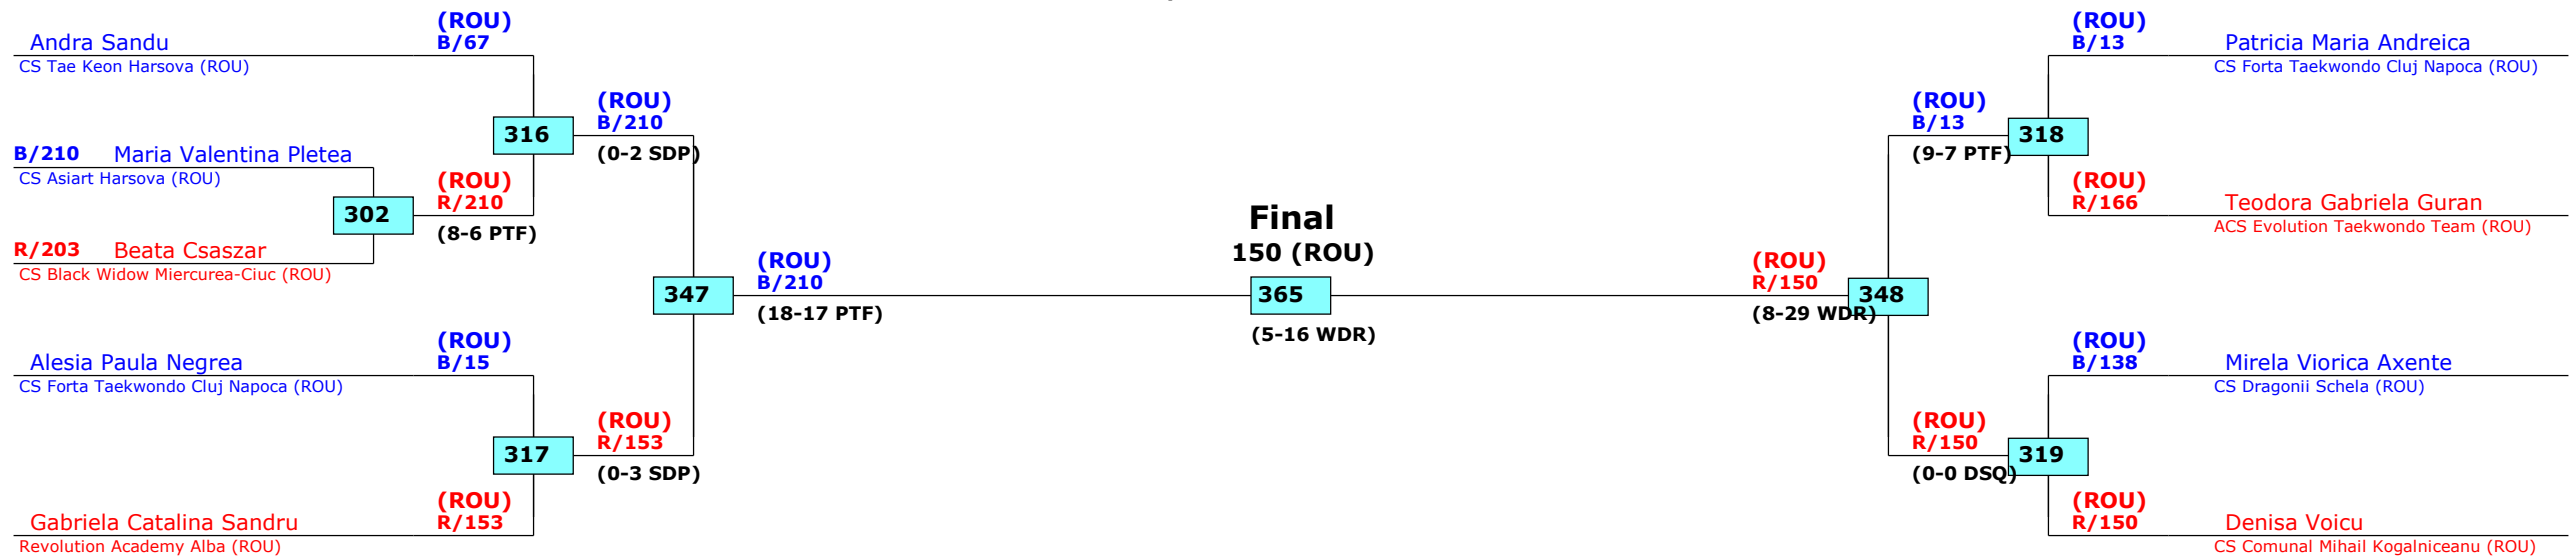 (ROU)
Andra Sandu
B/67
CS Tae Keon Harsova (ROU)
(ROU)
B/210
316
(0-2 SDP)
B/210 Maria Valentina Pletea
CS Asiart Harsova (ROU)
(ROU)
R/210
302
(8-6 PTF)
R/203 Beata Csaszar
CS Black Widow Miercurea-Ciuc (ROU)
(ROU)
B/210
347
(18-17 PTF)
(ROU)
Alesia Paula Negrea
B/15
CS Forta Taekwondo Cluj Napoca (ROU)
(ROU)
R/153
317
(0-3 SDP)
(ROU)
Gabriela Catalina Sandru
R/153
Revolution Academy Alba (ROU)
Final
150 (ROU)
365
(5-16 WDR)
(ROU)
B/13
Patricia Maria Andreica
CS Forta Taekwondo Cluj Napoca (ROU)
(ROU)
B/13
318
(9-7 PTF)
(ROU)
R/166
Teodora Gabriela Guran
ACS Evolution Taekwondo Team (ROU)
(ROU)
R/150
348
(8-29 WDR)
(ROU)
B/138
Mirela Viorica Axente
CS Dragonii Schela (ROU)
(ROU)
R/150
319
(0-0 DSQ)
(ROU)
R/150
Denisa Voicu
CS Comunal Mihail Kogalniceanu (ROU)